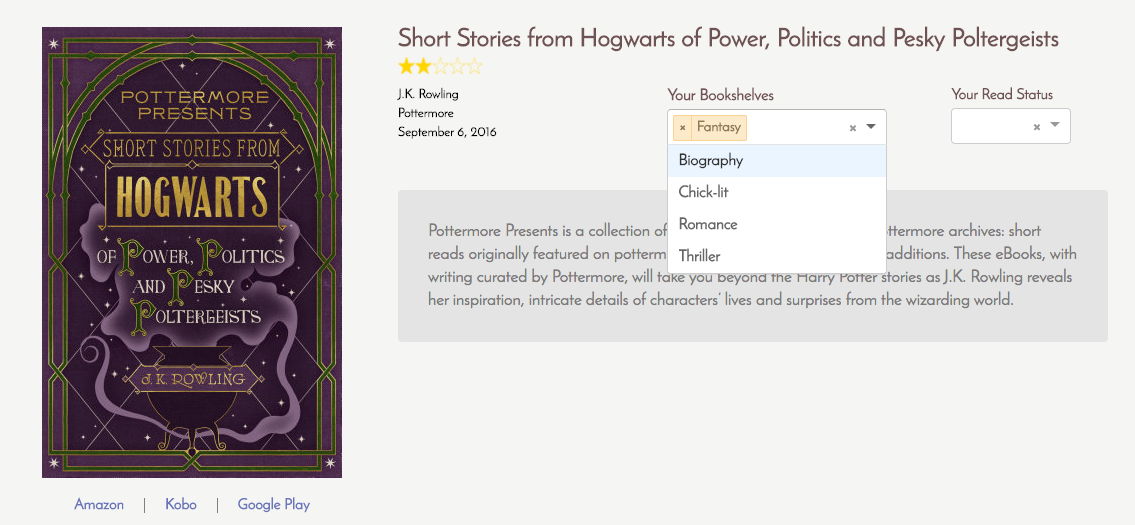 POTTERMORE
PRESENTS
SHORT STORIES FROM
HOGWARTS
OF POWER, POLITICS
AND PESKY
POLTERGEISTS
J.K. ROWLING
Amazon | Kobo | Google Play
Short Stories from Hogwarts of Power, Politics and Pesky Poltergeists
J.K. Rowling
Pottermore
September 6, 2016
Your Bookshelves
× Fantasy ×
Biography
Chick-lit
Romance
Thriller
Your Read Status
×
Pottermore Presents is a collection of ottermore archives: short
reads originally featured on potterm additions. These eBooks, with
writing curated by Pottermore, will take you beyond the Harry Potter stories as J.K. Rowling reveals
her inspiration, intricate details of characters' lives and surprises from the wizarding world.